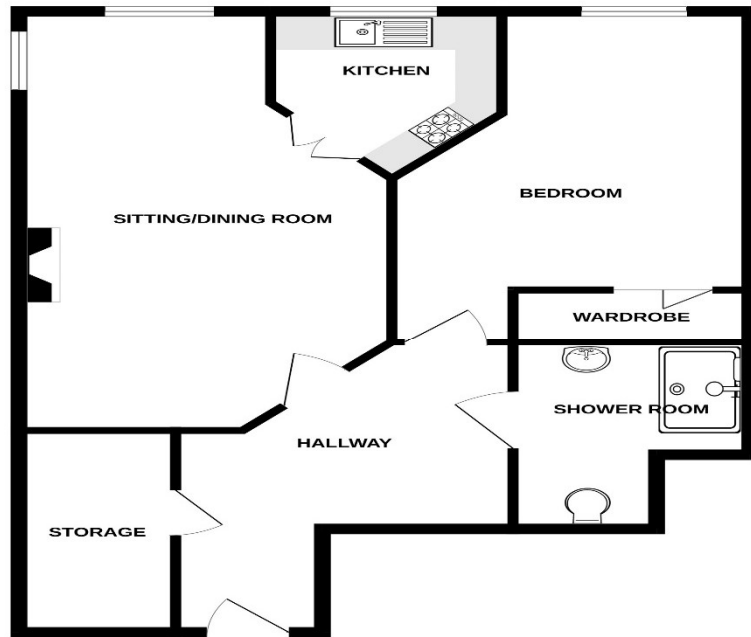 KITCHEN
BEDROOM
SITTING/DINING ROOM
WARDROBE
SHOWER ROOM
HALLWAY
STORAGE